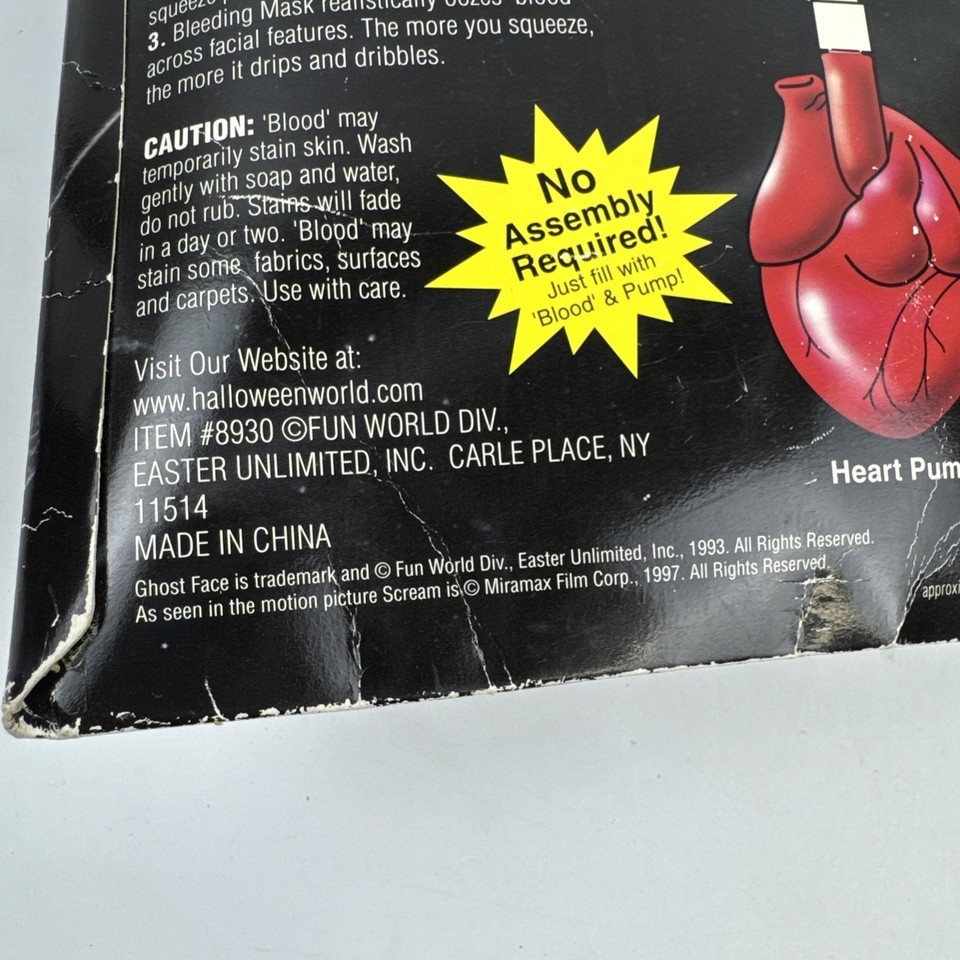 squeeze
3. Bleeding Mask realistically oozes 'blood'
across facial features. The more you squeeze,
the more it drips and dribbles.
CAUTION: 'Blood' may
temporarily stain skin. Wash
gently with soap and water,
do not rub. Stains will fade
in a day or two. 'Blood' may
stain some fabrics, surfaces
and carpets. Use with care.
No
Assembly
Required!
Just fill with
'Blood' & Pump!
Visit Our Website at:
www.halloweenworld.com
ITEM #8930 ©FUN WORLD DIV.,
EASTER UNLIMITED, INC. CARLE PLACE, NY
11514
MADE IN CHINA
Heart Pum
Ghost Face is trademark and © Fun World Div., Easter Unlimited, Inc., 1993. All Rights Reserved.
As seen in the motion picture Scream is © Miramax Film Corp., 1997. All Rights Reserved.
approxi